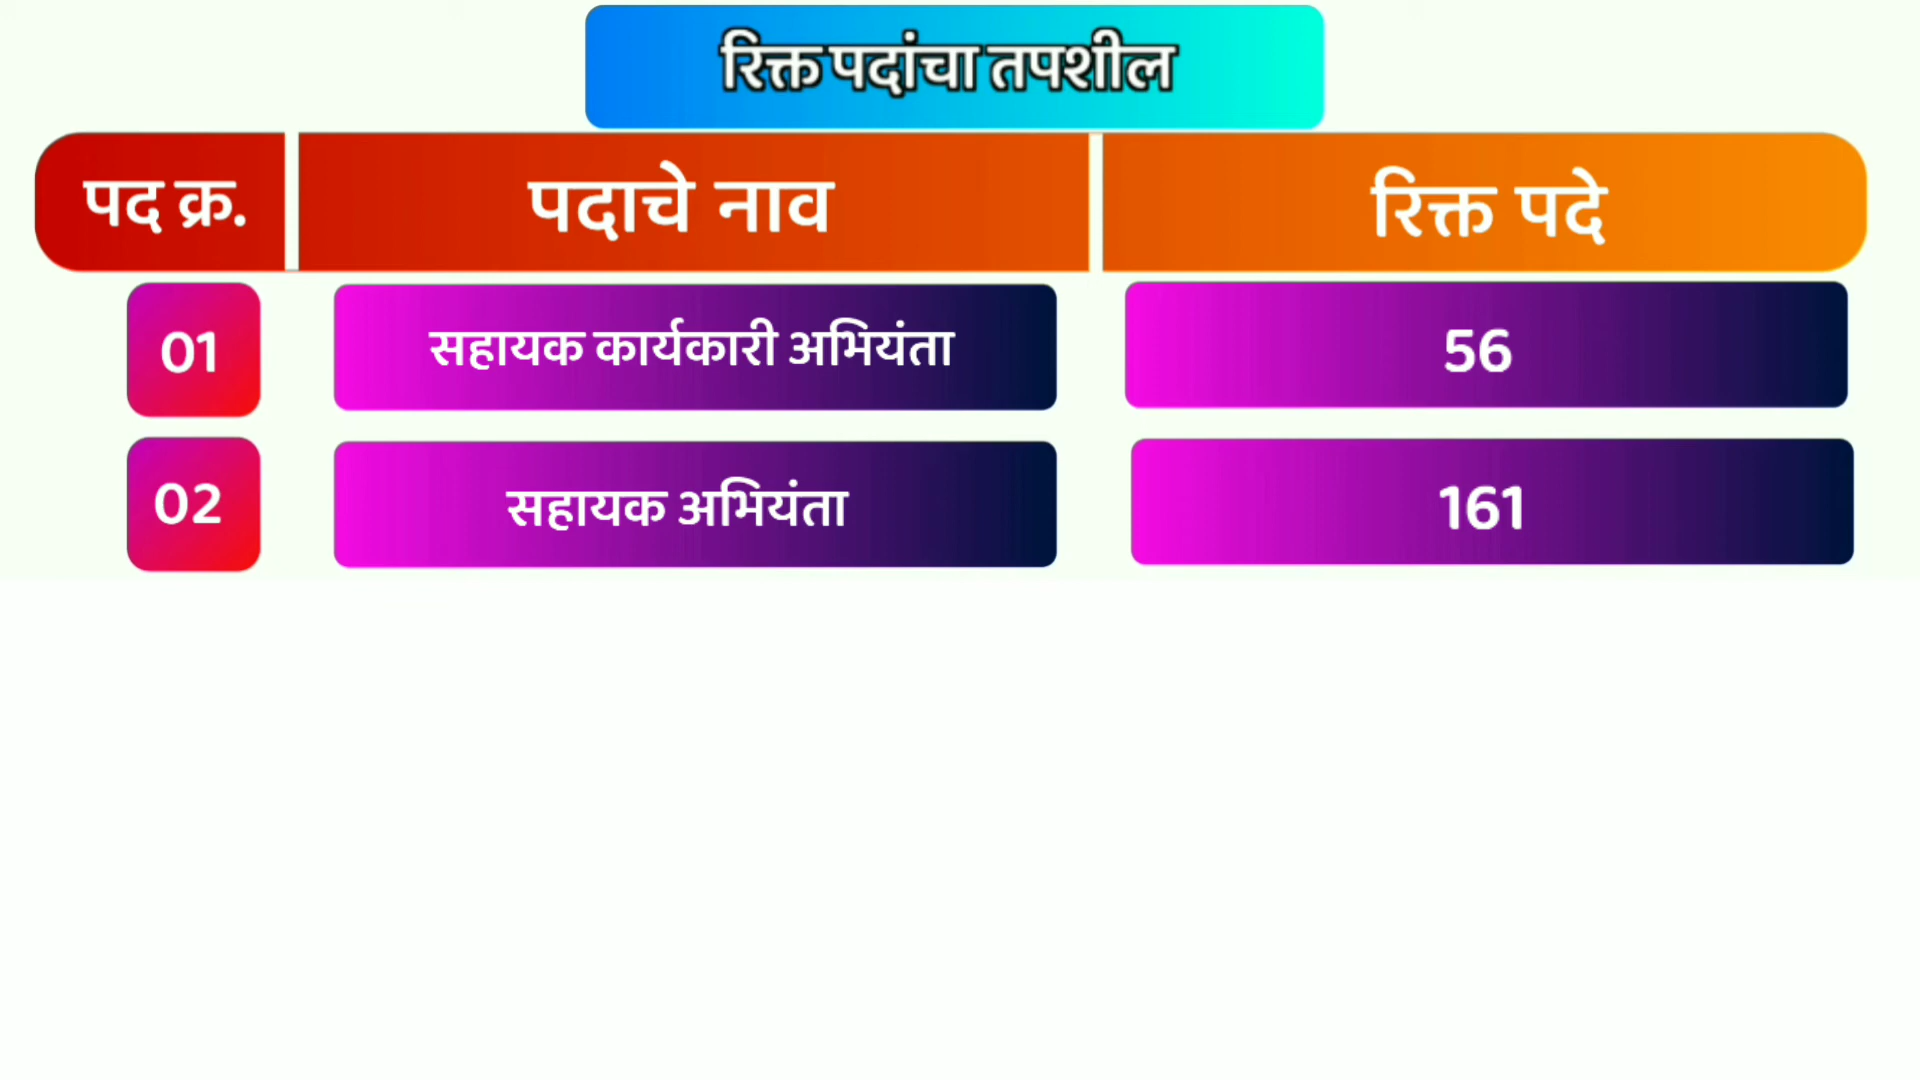 रिक्त पदांचा तपशील
पद क्र. पदाचे नाव रिक्त पदे
01 सहायक कार्यकारी अभियंता 56
02 सहायक अभियंता 161